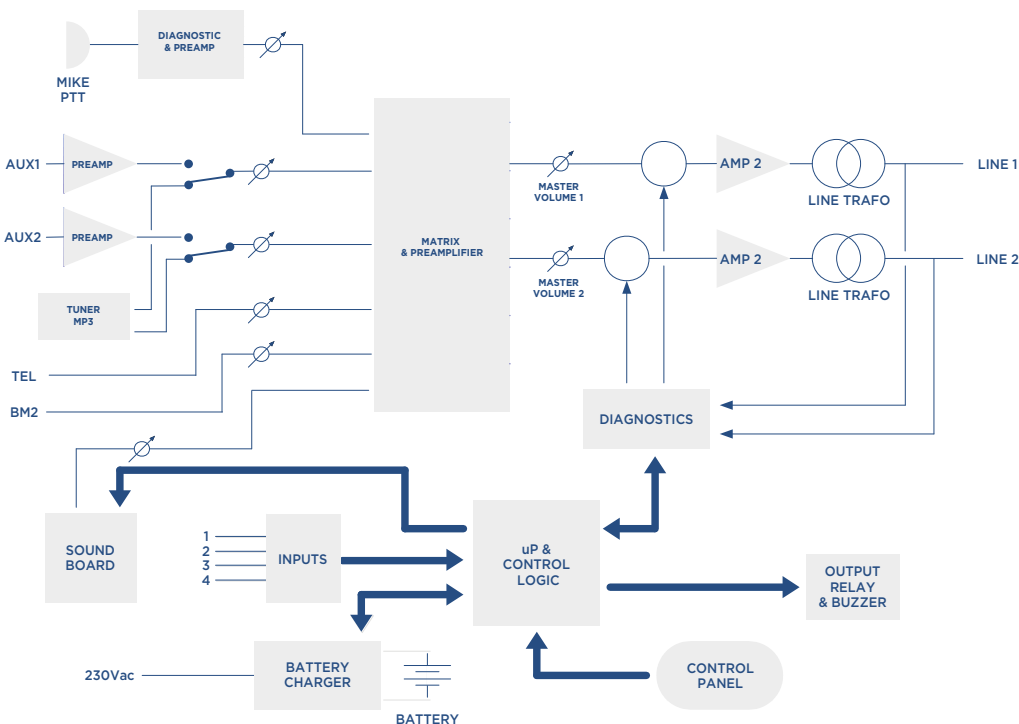 DIAGNOSTIC
& PREAMP
MIKE
PTT
AUX1
PREAMP
AUX2
PREAMP
TUNER
MP3
TEL
BM2
MATRIX
& PREAMPLIFIER
MASTER
VOLUME 1
MASTER
VOLUME 2
AMP 2
LINE TRAFO
LINE 1
AMP 2
LINE TRAFO
LINE 2
DIAGNOSTICS
SOUND
BOARD
1
2
3
4
INPUTS
uP &
CONTROL
LOGIC
OUTPUT
RELAY
& BUZZER
230Vac
BATTERY
CHARGER
BATTERY
CONTROL
PANEL